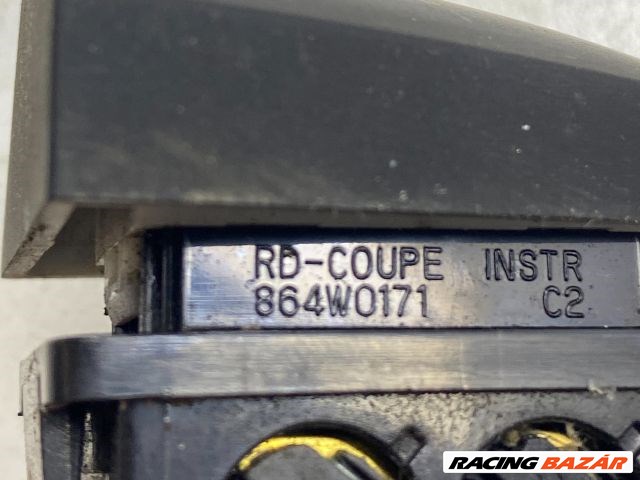 RD-COUPE INSTR
864W0171 C2
RACING BAZÁR